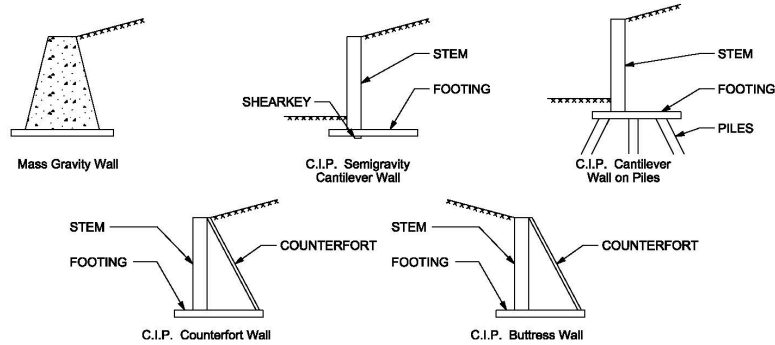 STEM
STEM
SHEARKEY
FOOTING
FOOTING
PILES
Mass Gravity Wall
C.I.P. Semigravity
Cantilever Wall
C.I.P. Cantilever
Wall on Piles
STEM
COUNTERFORT
FOOTING
STEM
COUNTERFORT
FOOTING
C.I.P. Counterfort Wall
C.I.P. Buttress Wall